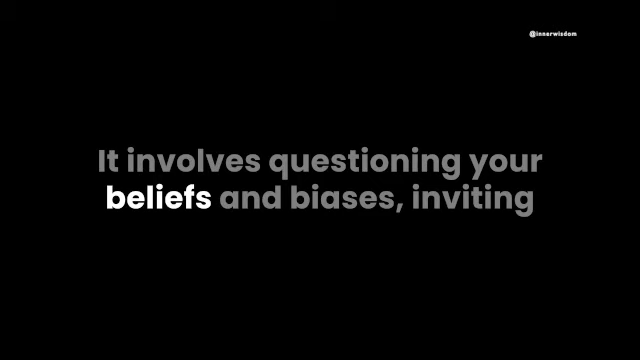 @innerwisdom
It involves questioning your
beliefs and biases, inviting